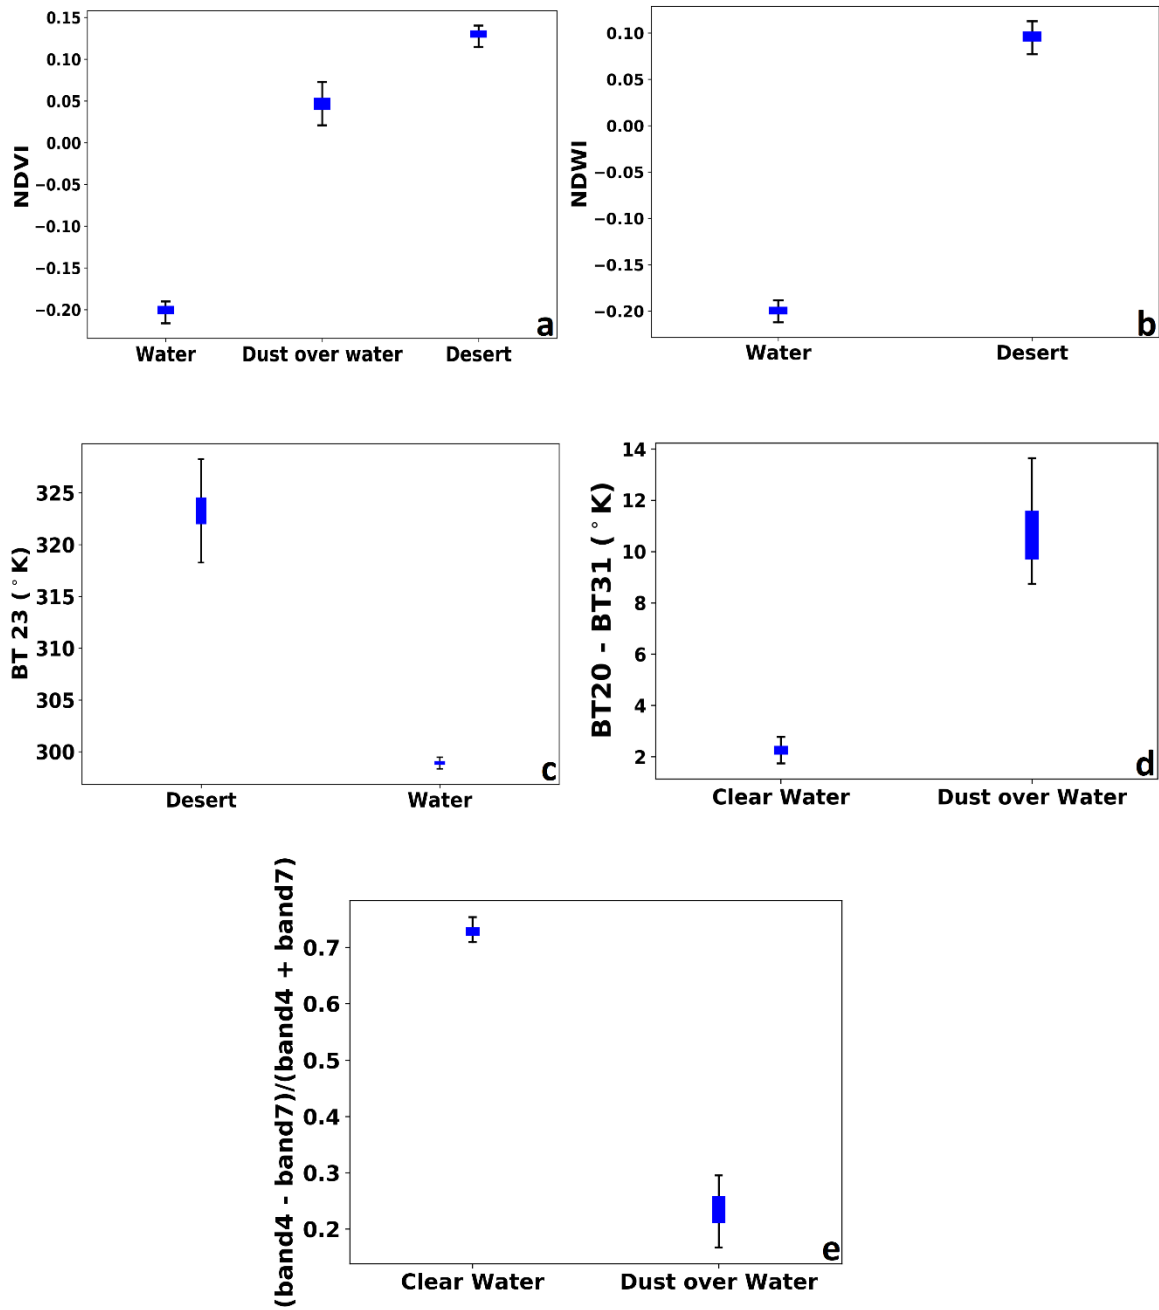 NDVI
0.15
0.10
0.05
0.00
−0.05
−0.10
−0.15
−0.20
Water Dust over water Desert
a
NDWI
0.10
0.05
0.00
−0.05
−0.10
−0.15
−0.20
Water Desert
b
BT 23 (°K)
325
320
315
310
305
300
Desert Water
c
BT20 - BT31 (°K)
14
12
10
8
6
4
2
Clear Water Dust over Water
d
(band4 - band7)/(band4 + band7)
0.7
0.6
0.5
0.4
0.3
0.2
Clear Water Dust over Water
e